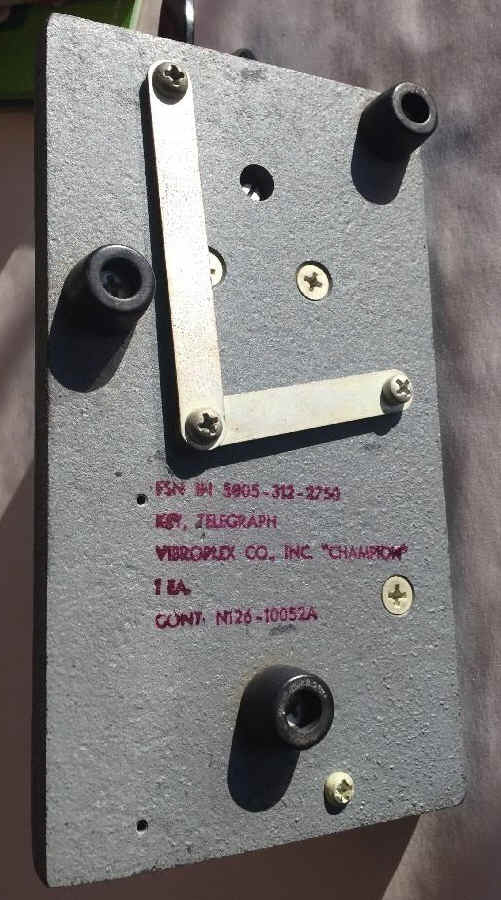 FSN IN 5805-312-2750
KEY, TELEGRAPH
VIBROPLEX CO., INC. "CHAMPION"
1 EA.
CONT. N126-10052A